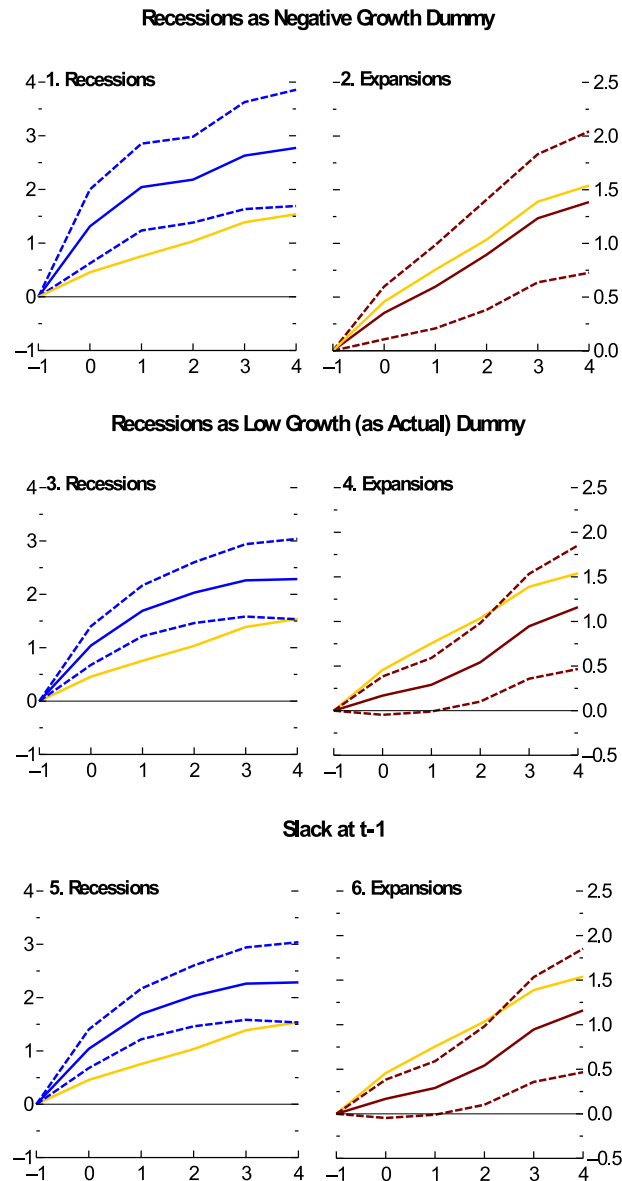 Recessions as Negative Growth Dummy
1. Recessions
2. Expansions
4
3
2
1
0
–1
2.5
2.0
1.5
1.0
0.5
0.0
–1 0 1 2 3 4
–1 0 1 2 3 4
Recessions as Low Growth (as Actual) Dummy
3. Recessions
4. Expansions
4
3
2
1
0
–1
2.5
2.0
1.5
1.0
0.5
0.0
–0.5
–1 0 1 2 3 4
–1 0 1 2 3 4
Slack at t-1
5. Recessions
6. Expansions
4
3
2
1
0
–1
2.5
2.0
1.5
1.0
0.5
0.0
–0.5
–1 0 1 2 3 4
–1 0 1 2 3 4